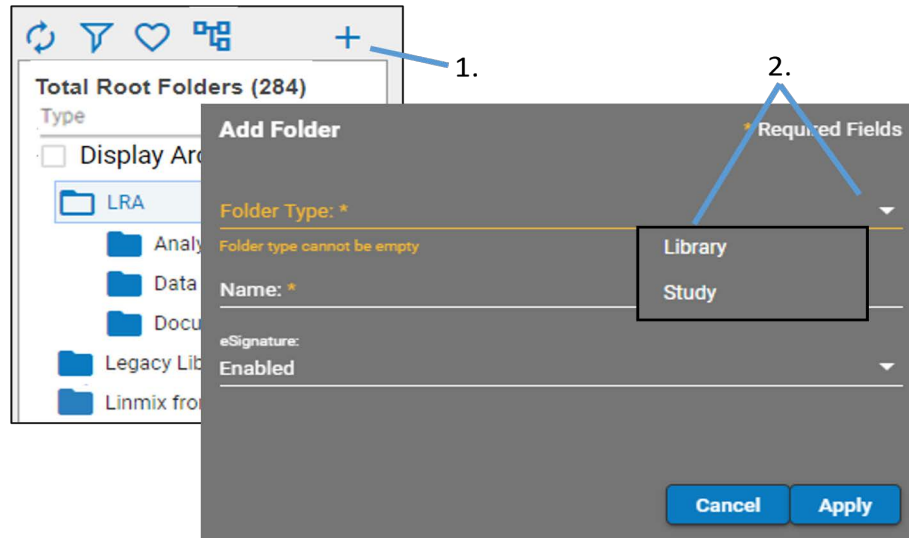 1.
2.
Total Root Folders (284)
Type
Display Arc
LRA
Analy
Data
Docu
Legacy Lib
Linmix from
Add Folder
* Required Fields
Folder Type: *
Folder type cannot be empty
Library
Study
Name: *
eSignature:
Enabled
Cancel
Apply